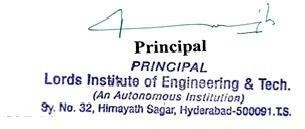 Principal
PRINCIPAL
Lords Institute of Engineering & Tech.
(An Autonomous Institution)
Sy. No. 32, Himayath Sagar, Hyderabad-500091.T.S.